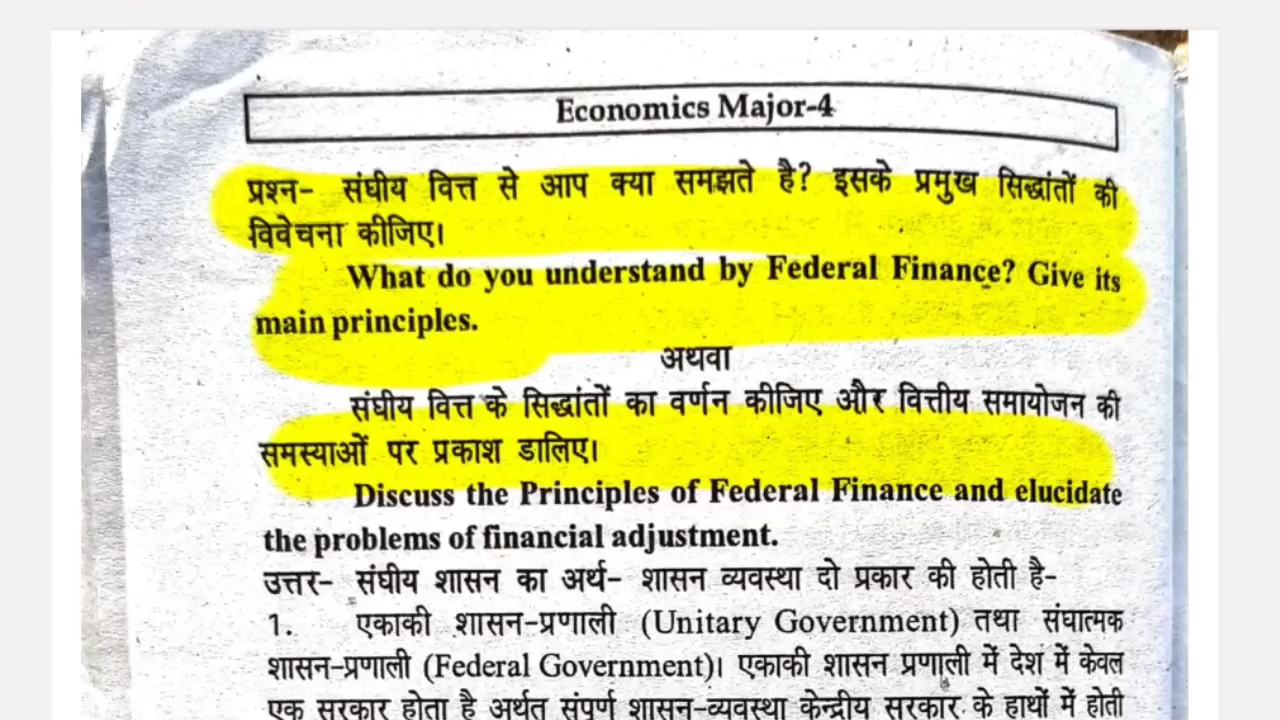 Economics Major-4
प्रश्न- संघीय वित्त से आप क्या समझते है? इसके प्रमुख सिद्धांतों की
विवेचना कीजिए।
What do you understand by Federal Finance? Give its
main principles.
अथवा
संघीय वित्त के सिद्धांतों का वर्णन कीजिए और वित्तीय समायोजन की
समस्याओं पर प्रकाश डालिए।
Discuss the Principles of Federal Finance and elucidate
the problems of financial adjustment.
उत्तर- संघीय शासन का अर्थ- शासन व्यवस्था दो प्रकार की होती है-
1. एकाकी शासन-प्रणाली (Unitary Government) तथा संघात्मक
शासन-प्रणाली (Federal Government)। एकाकी शासन प्रणाली में देश में केवल
एक सरकार होता है अर्थत संपूर्ण शासन-व्यवस्था केन्द्रीय सरकार के हाथों में होती